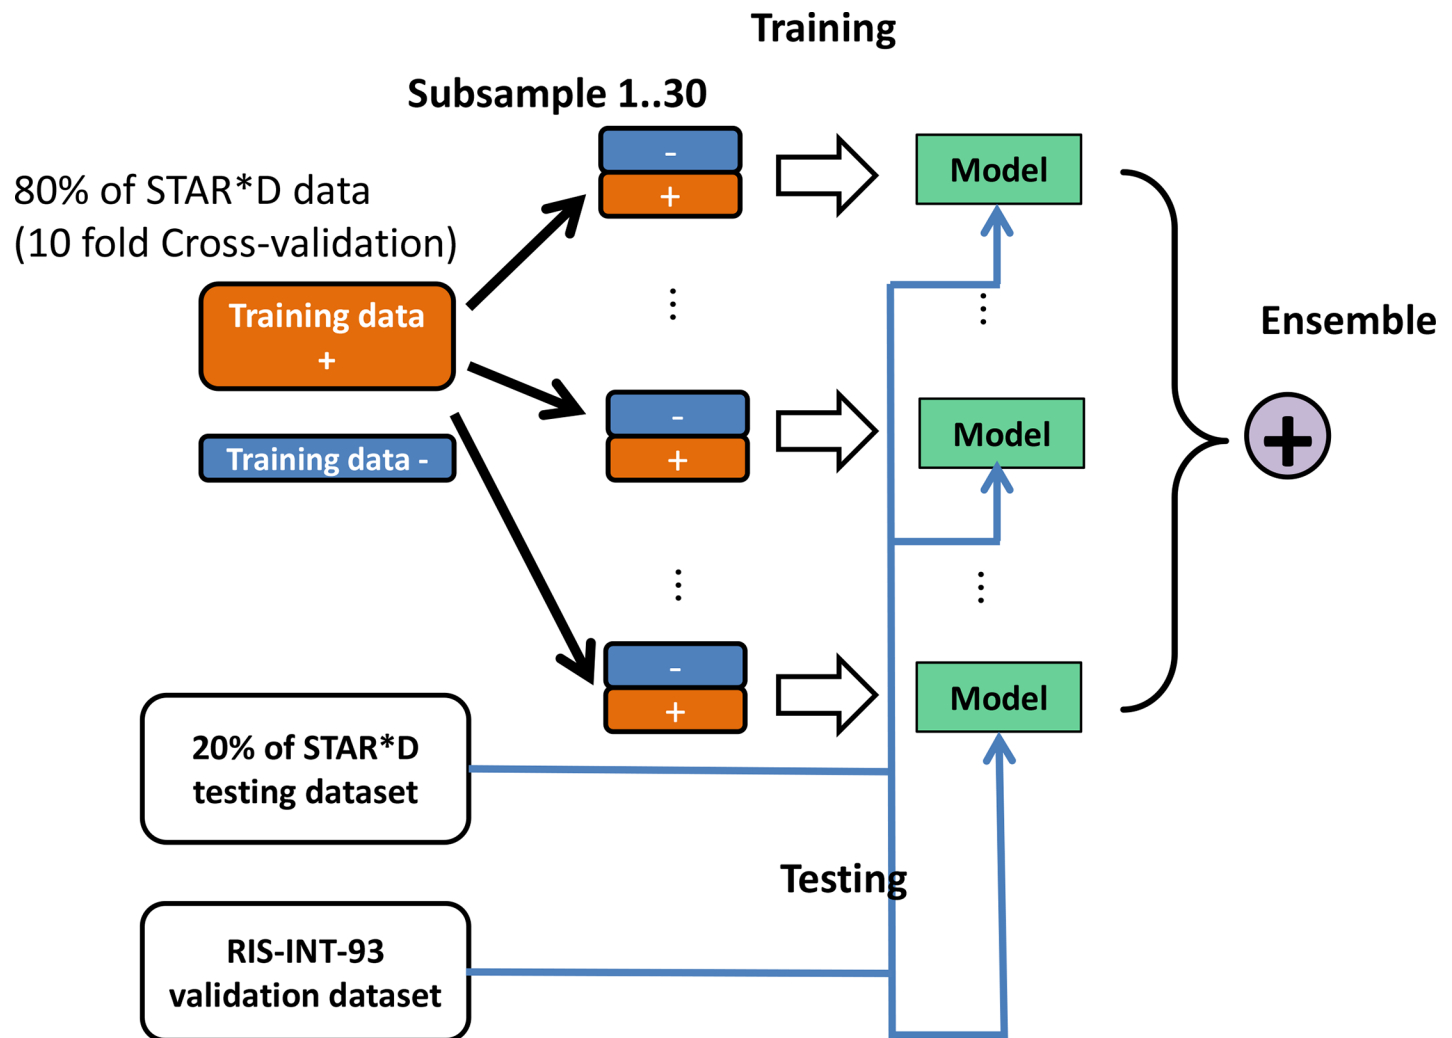 Training
Subsample 1..30
80% of STAR*D data
(10 fold Cross-validation)
Training data
+
Training data -
-
+
Model
⋮
⋮
-
+
Model
⋮
⋮
-
+
Model
Ensemble
+
20% of STAR*D
testing dataset
Testing
RIS-INT-93
validation dataset